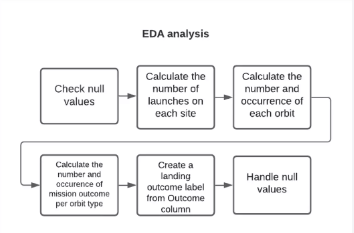 EDA analysis
Check null
values
Calculate the
number of
launches on
each site
Calculate the
number and
occurrence of
each orbit
Calculate the
number and
occurence of
mission outcome
per orbit type
Create a
landing
outcome label
from Outcome
column
Handle null
values